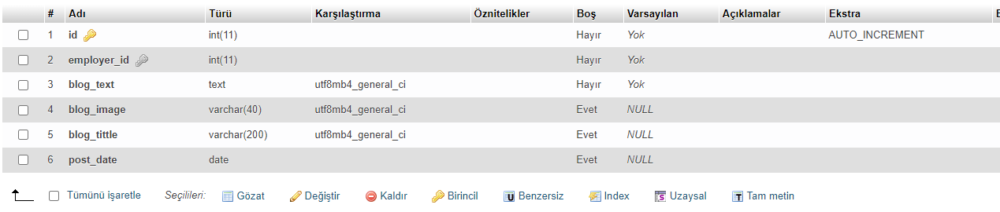 # Adı Türü Karşılaştırma Öznitelikler Boş Varsayılan Açıklamalar Ekstra
1 id int(11) Hayır Yok AUTO_INCREMENT
2 employer_id int(11) Hayır Yok
3 blog_text text utf8mb4_general_ci Hayır Yok
4 blog_image varchar(40) utf8mb4_general_ci Evet NULL
5 blog_tittle varchar(200) utf8mb4_general_ci Evet NULL
6 post_date date Evet NULL
Tümünü işaretle Seçilileri: Gözat Değiştir Kaldır Birincil Benzersiz Index Uzaysal Tam metin